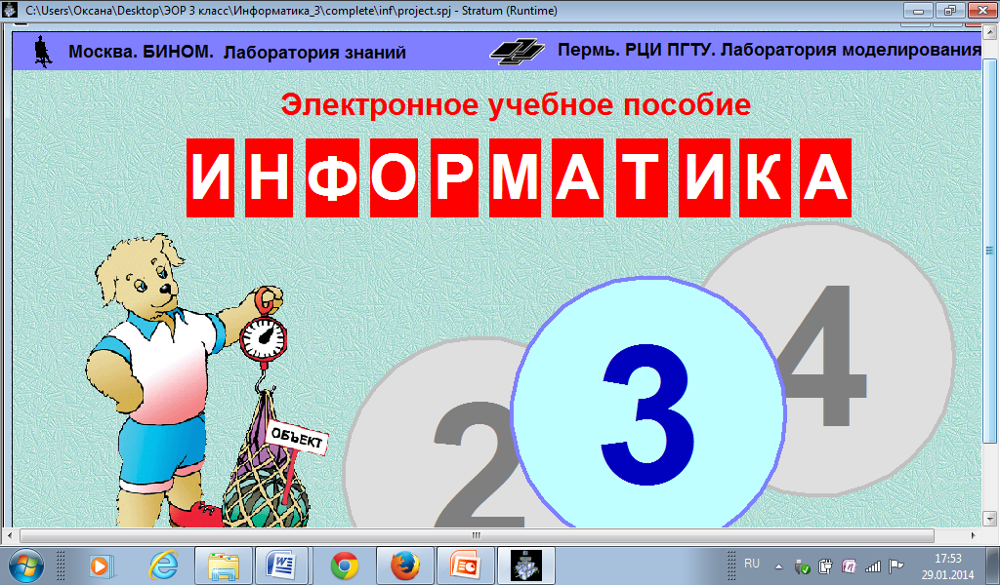 C:\Users\Оксана\Desktop\ЭОР 3 класс\Информатика_3\complete\inf\project.spj - Stratum (Runtime)
Москва. БИНОМ. Лаборатория знаний
Пермь. РЦИ ПГТУ. Лаборатория моделирования
Электронное учебное пособие
ИНФОРМАТИКА
ОБЪЕКТ
2
3
4
RU
17:53
29.01.2014